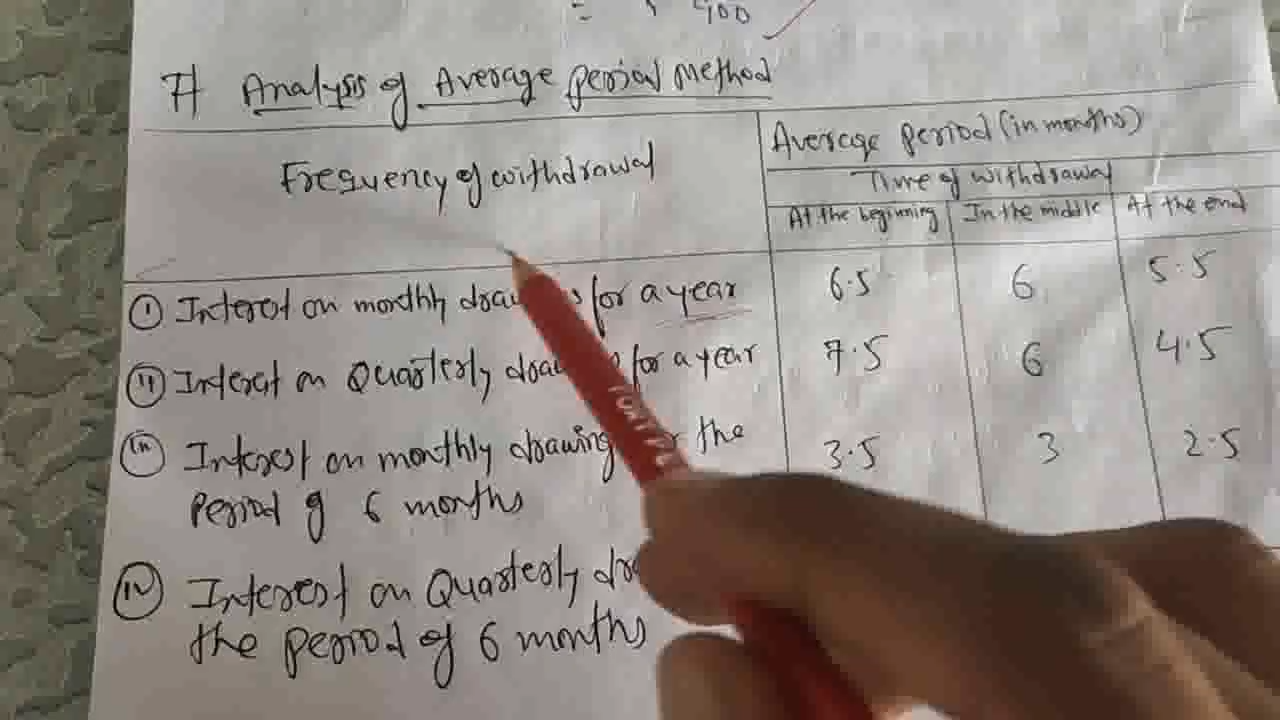 = 900
7) Analysis of Average period Method
Frequency of withdrawal
Average period (in months)
Time of withdrawal
At the beginning In the middle At the end
(i) Interest on monthly for a year 6.5 6 5.5
(ii) Interest on Quarterly for a year 7.5 6 4.5
(iii) Interest on monthly drawing the 3.5 3 2.5
period of 6 months
(iv) Interest on Quarterly
the period of 6 months